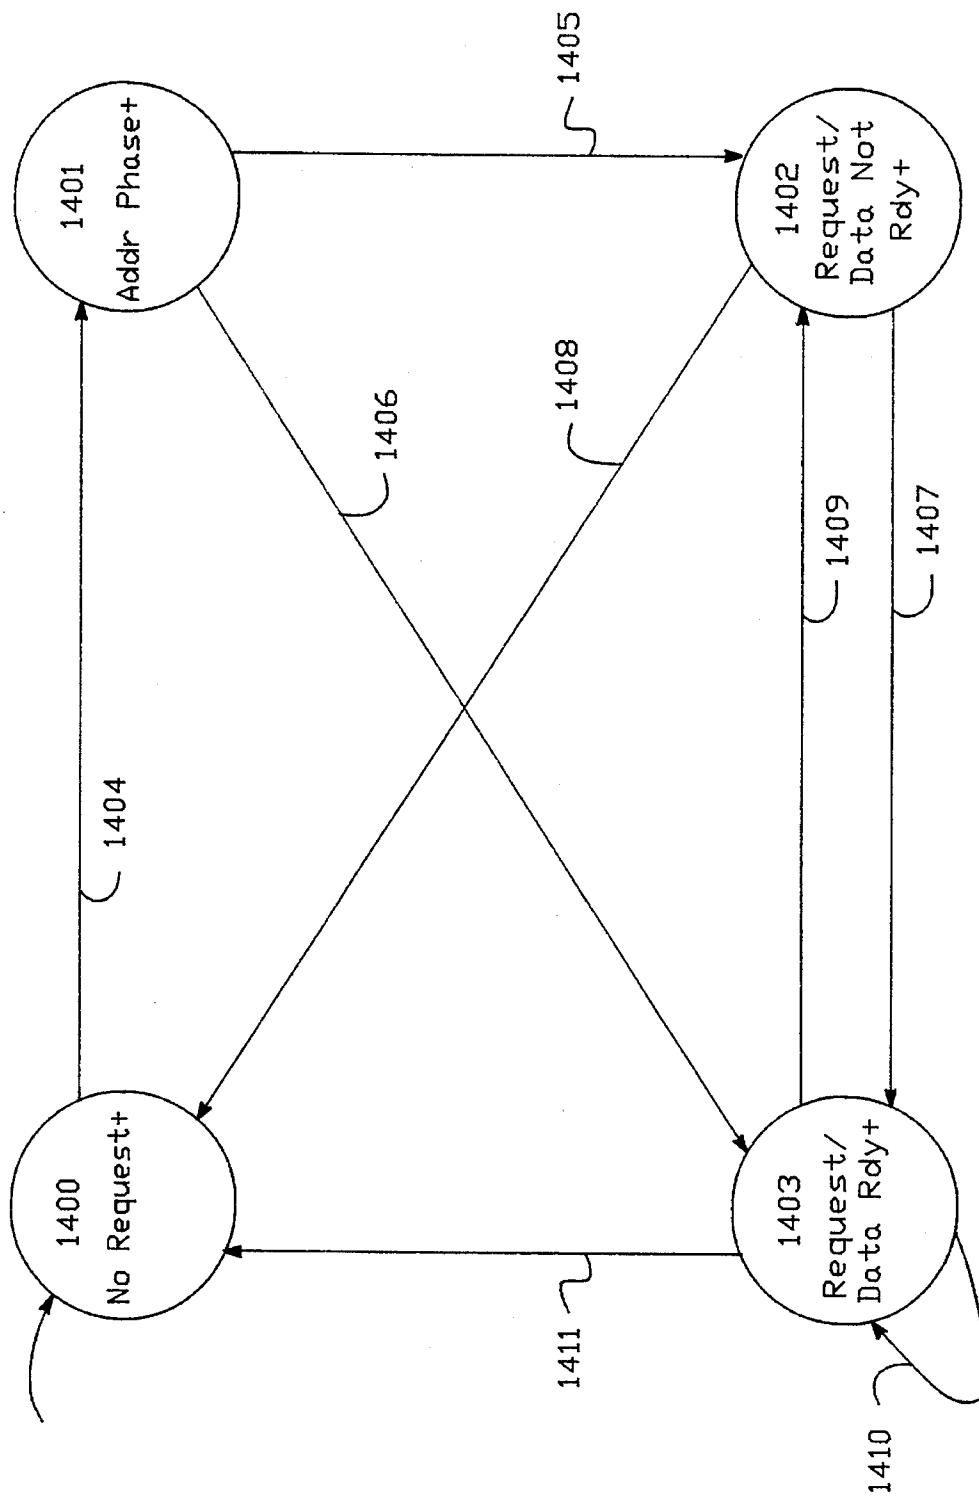 1400
No Request+
1404
1401
Addr Phase+
1406
1411
1408
1405
1403
Request/
Data Rdy+
1409
1402
Request/
Data Not
Rdy+
1410
1407